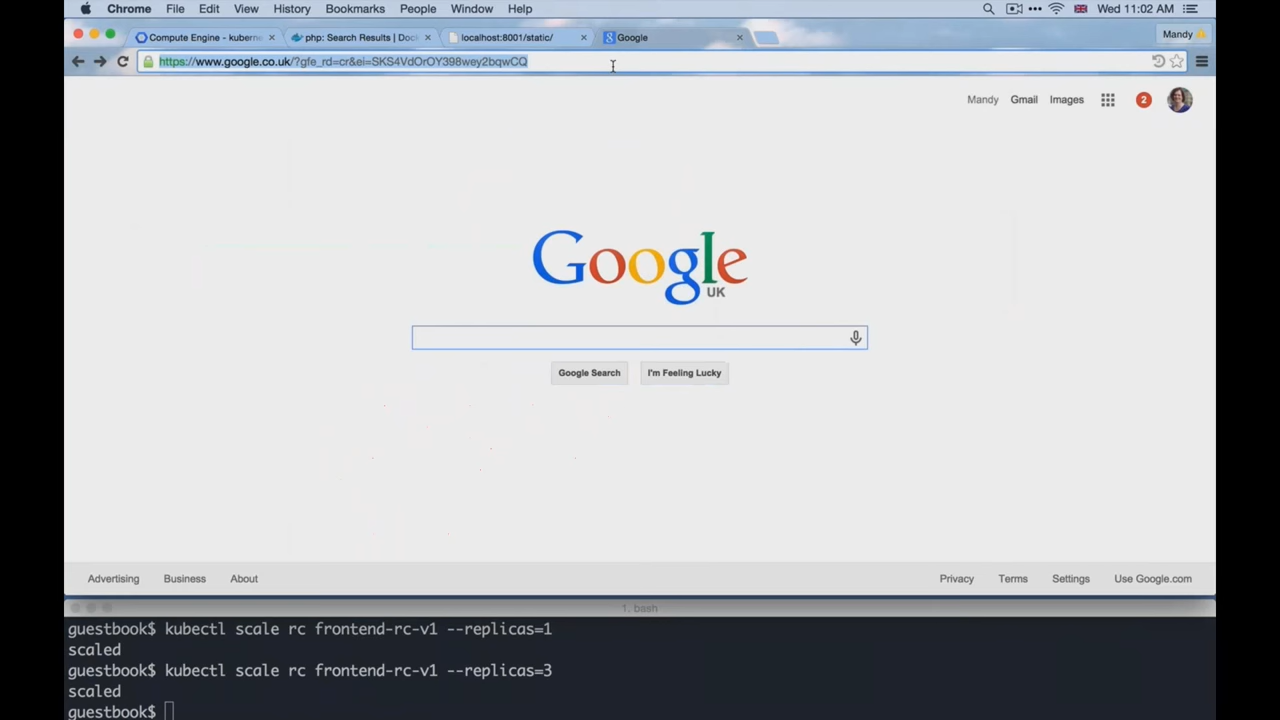 Chrome File Edit View History Bookmarks People Window Help Wed 11:02 AM
Compute Engine - kuberne php: Search Results | Doc localhost:8001/static/ Google Mandy
https://www.google.co.uk/?gfe_rd=cr&ei=SKS4VdOrOY398wey2bqwCQ
Mandy Gmail Images 2
Google
UK
Google Search I'm Feeling Lucky
Advertising Business About Privacy Terms Settings Use Google.com
1. bash
guestbook$ kubectl scale rc frontend-rc-v1 --replicas=1
scaled
guestbook$ kubectl scale rc frontend-rc-v1 --replicas=3
scaled
guestbook$